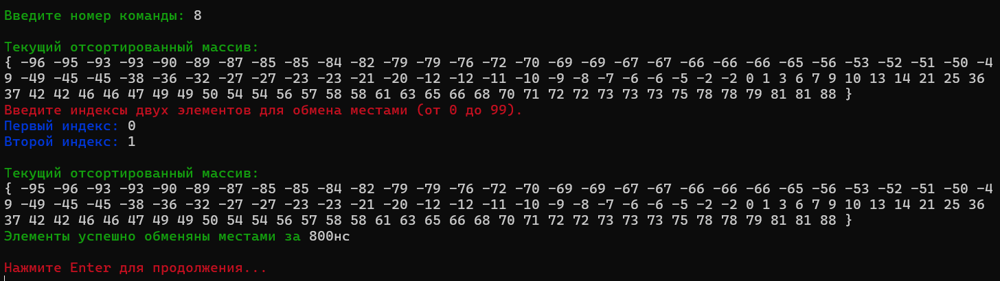 Введите номер команды: 8
Текущий отсортированный массив:
{ -96 -95 -93 -93 -90 -89 -87 -85 -85 -84 -82 -79 -79 -76 -72 -70 -69 -69 -67 -67 -66 -66 -66 -65 -56 -53 -52 -51 -50 -4
9 -49 -45 -45 -38 -36 -32 -27 -27 -23 -23 -21 -20 -12 -12 -11 -10 -9 -8 -7 -6 -6 -5 -2 -2 0 1 3 6 7 9 10 13 14 21 25 36
37 42 42 46 46 47 49 49 50 54 54 56 57 58 58 61 63 65 66 68 70 71 72 72 73 73 73 75 78 78 79 81 81 88 }
Введите индексы двух элементов для обмена местами (от 0 до 99).
Первый индекс: 0
Второй индекс: 1
Текущий отсортированный массив:
{ -95 -96 -93 -93 -90 -89 -87 -85 -85 -84 -82 -79 -79 -76 -72 -70 -69 -69 -67 -67 -66 -66 -66 -65 -56 -53 -52 -51 -50 -4
9 -49 -45 -45 -38 -36 -32 -27 -27 -23 -23 -21 -20 -12 -12 -11 -10 -9 -8 -7 -6 -6 -5 -2 -2 0 1 3 6 7 9 10 13 14 21 25 36
37 42 42 46 46 47 49 49 50 54 54 56 57 58 58 61 63 65 66 68 70 71 72 72 73 73 73 75 78 78 79 81 81 88 }
Элементы успешно обменяны местами за 800нс
Нажмите Enter для продолжения...